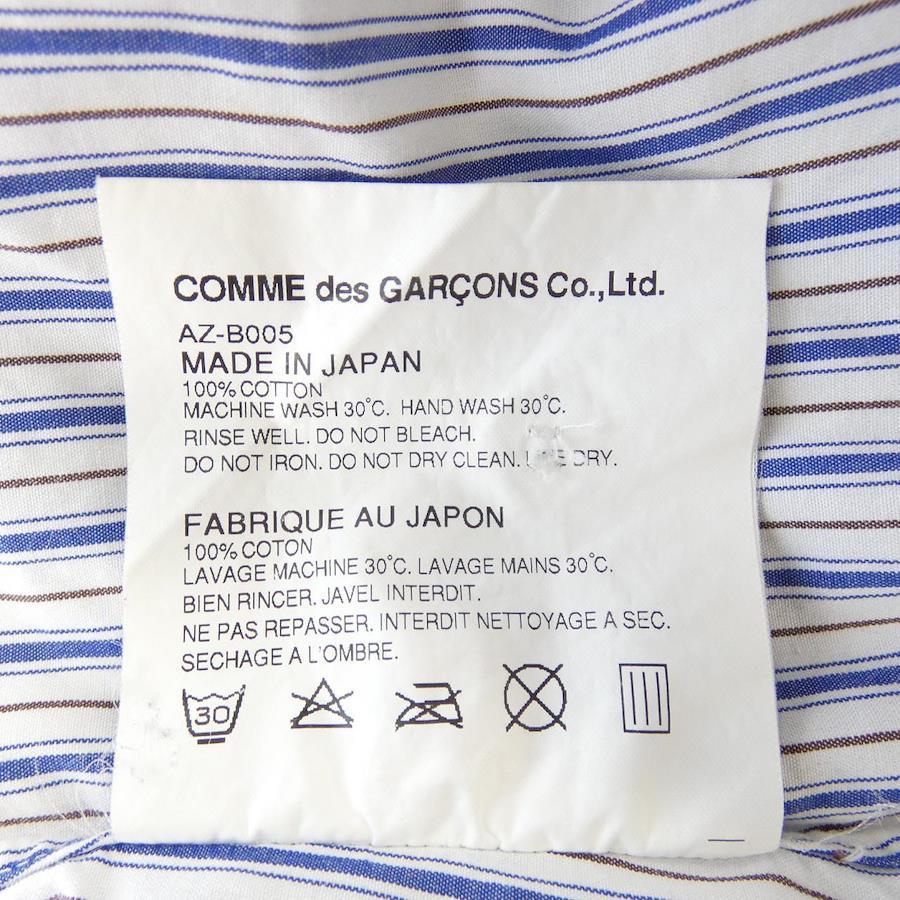 COMME des GARÇONS Co.,Ltd.
AZ-B005
MADE IN JAPAN
100% COTTON
MACHINE WASH 30°C. HAND WASH 30°C.
RINSE WELL. DO NOT BLEACH.
DO NOT IRON. DO NOT DRY CLEAN. LINE DRY.
FABRIQUE AU JAPON
100% COTON
LAVAGE MACHINE 30°C. LAVAGE MAINS 30°C.
BIEN RINCER. JAVEL INTERDIT.
NE PAS REPASSER. INTERDIT NETTOYAGE A SEC.
SECHAGE A L'OMBRE.
30